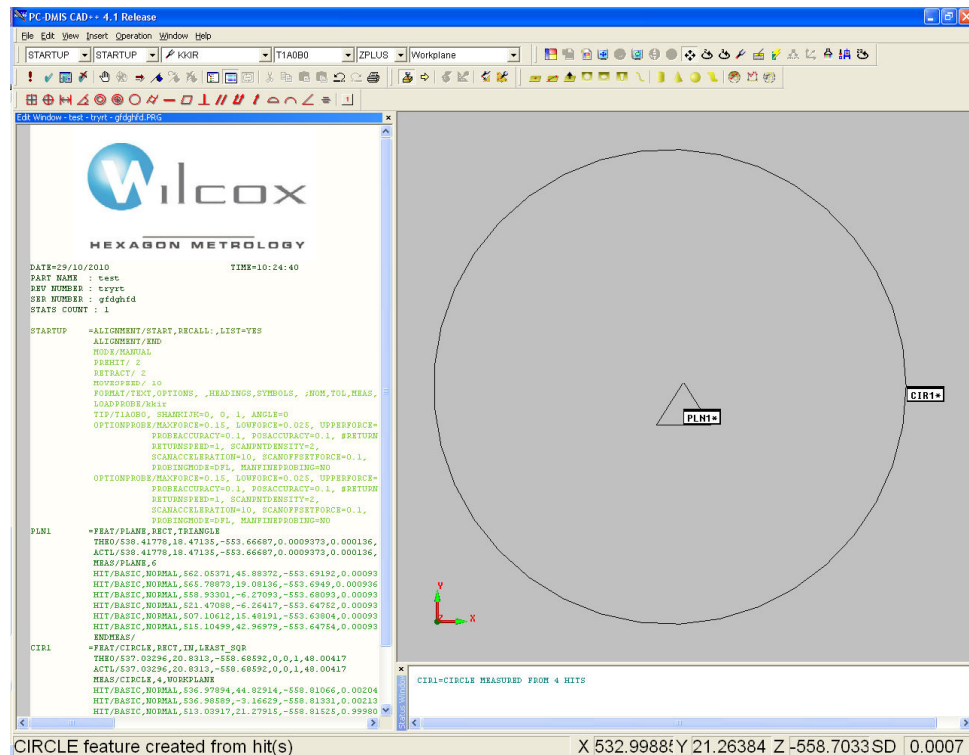 PC-DMIS CAD++ 4.1 Release
File Edit View Insert Operation Window Help
STARTUP STARTUP KKIR T1A0B0 ZPLUS Workplane
Edit Window - test - tryrt - gfdghfd.PRG
Wilcox
HEXAGON METROLOGY
DATE=29/10/2010 TIME=10:24:40
PART NAME : test
REV NUMBER : tryrt
SER NUMBER : gfdghfd
STATS COUNT : 1
STARTUP =ALIGNMENT/START,RECALL:,LIST=YES
ALIGNMENT/END
MODE/MANUAL
PREHIT/ 2
RETRACT/ 2
MOVESPEED/ 10
FORMAT/TEXT,OPTIONS, ,HEADINGS,SYMBOLS, ;NOM,TOL,MEAS,
LOADPROBE/kkir
TIP/T1A0B0, SHANKIJK=0, 0, 1, ANGLE=0
OPTIONPROBE/MAXFORCE=0.15, LOWFORCE=0.025, UPPERFORCE=
PROBEACCURACY=0.1, POSACCURACY=0.1, #RETURN
RETURNSPEED=1, SCANPNTDENSITY=2,
SCANACCELERATION=10, SCANOFFSETFORCE=0.1,
PROBINGMODE=DFL, MANFINEPROBING=NO
OPTIONPROBE/MAXFORCE=0.15, LOWFORCE=0.025, UPPERFORCE=
PROBEACCURACY=0.1, POSACCURACY=0.1, #RETURN
RETURNSPEED=1, SCANPNTDENSITY=2,
SCANACCELERATION=10, SCANOFFSETFORCE=0.1,
PROBINGMODE=DFL, MANFINEPROBING=NO
PLN1 =FEAT/PLANE,RECT,TRIANGLE
THEO/538.41778,18.47135,-553.66687,0.0009373,0.000136,
ACTL/538.41778,18.47135,-553.66687,0.0009373,0.000136,
MEAS/PLANE,6
HIT/BASIC,NORMAL,562.05371,45.88372,-553.69192,0.00093
HIT/BASIC,NORMAL,565.78873,19.08136,-553.6949,0.000936
HIT/BASIC,NORMAL,558.93301,-6.27093,-553.68093,0.00093
HIT/BASIC,NORMAL,521.47088,-6.26417,-553.64752,0.00093
HIT/BASIC,NORMAL,507.10612,15.48191,-553.63804,0.00093
HIT/BASIC,NORMAL,515.10499,42.96979,-553.64754,0.00093
ENDMEAS/
CIR1 =FEAT/CIRCLE,RECT,IN,LEAST_SQR
THEO/537.03296,20.8313,-558.68592,0,0,1,48.00417
ACTL/537.03296,20.8313,-558.68592,0,0,1,48.00417
MEAS/CIRCLE,4,WORKPLANE
HIT/BASIC,NORMAL,536.97894,44.82914,-558.81066,0.00204
HIT/BASIC,NORMAL,536.98589,-3.16629,-558.81331,0.00213
HIT/BASIC,NORMAL,513.03917,21.27915,-558.81525,0.99980
CIR1*
PLN1*
Y
Z
X
Status Window
CIR1=CIRCLE MEASURED FROM 4 HITS
CIRCLE feature created from hit(s) X 532.9988 Y 21.26384 Z -558.7033 SD 0.0007